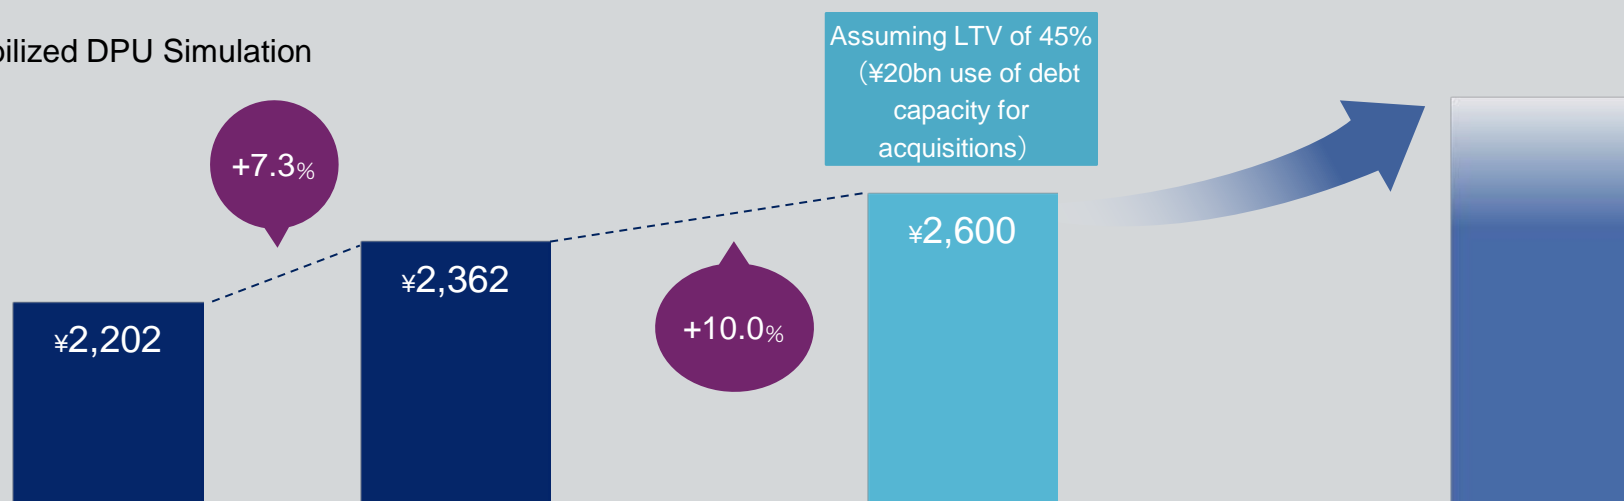 bilized DPU Simulation
Assuming LTV of 45%
（¥20bn use of debt
capacity for
acquisitions）
+7.3%
¥2,600
¥2,362
¥2,202
+10.0%